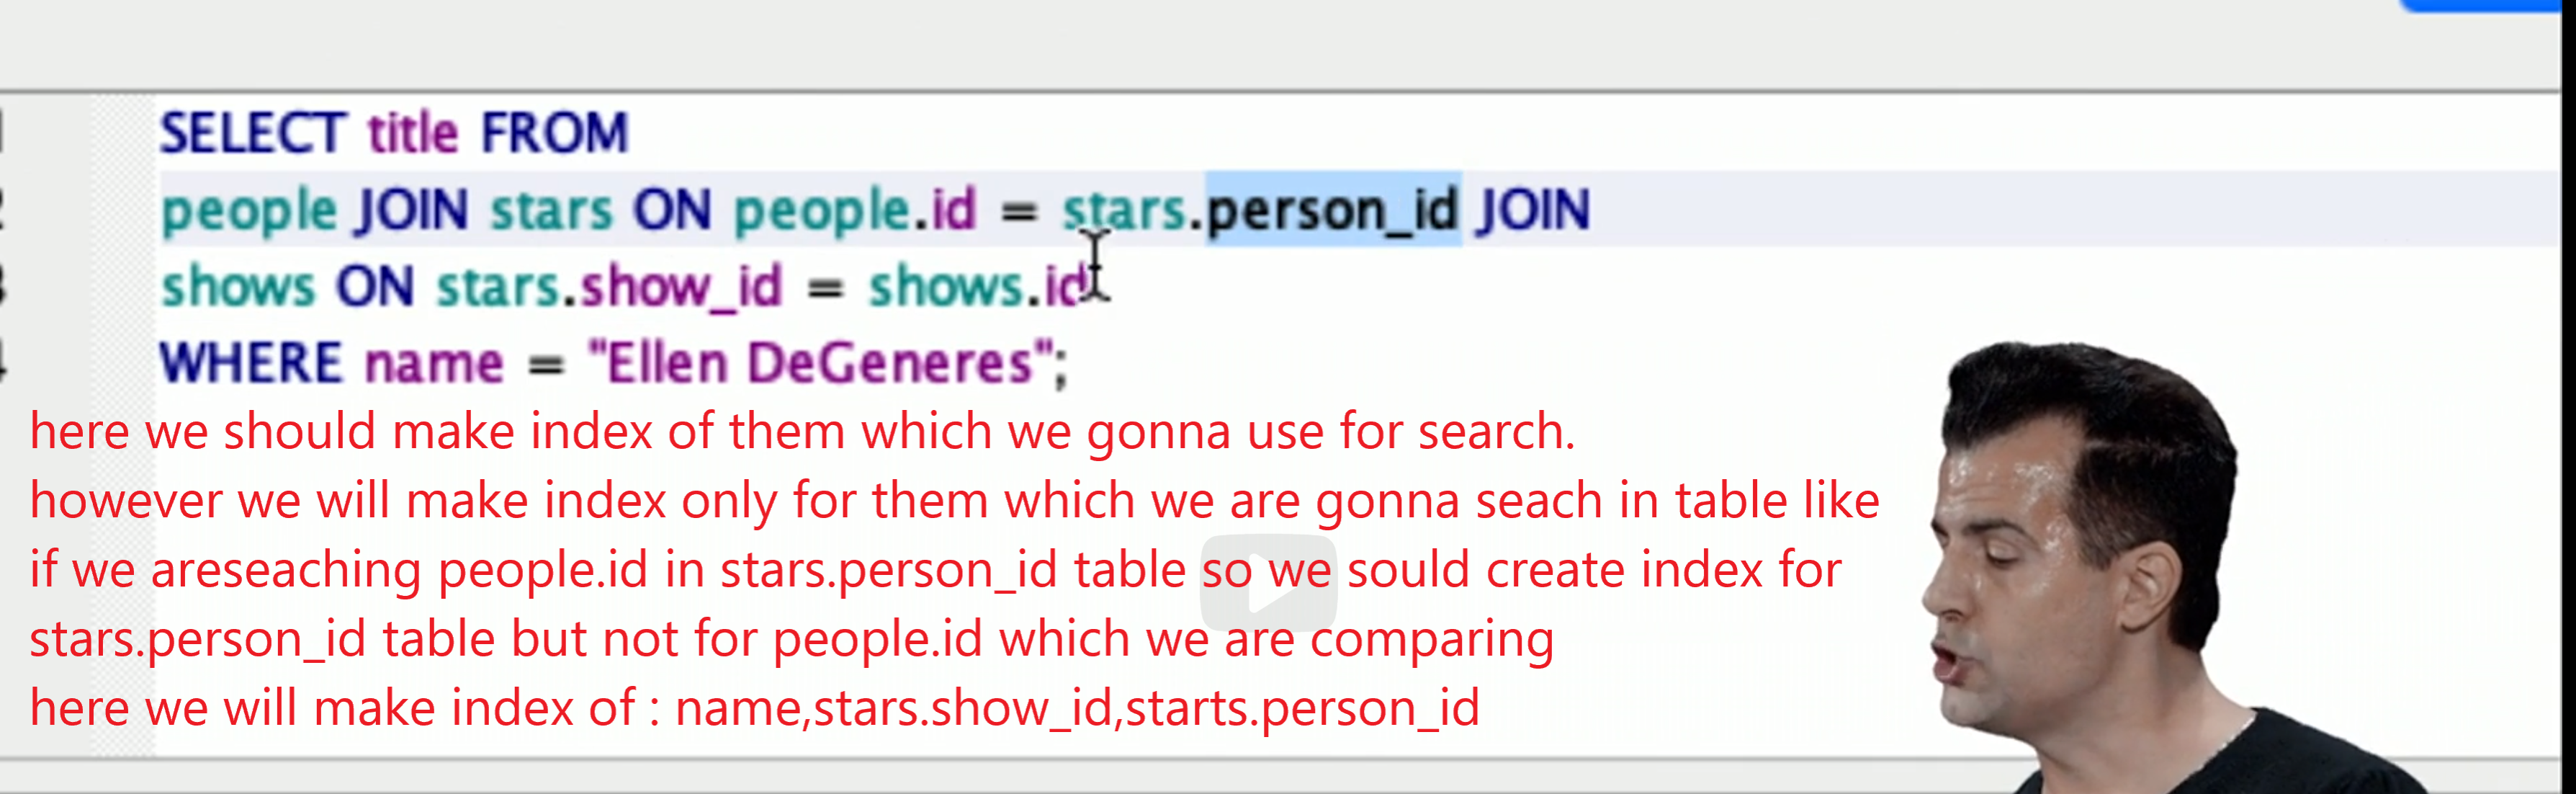 SELECT title FROM
people JOIN stars ON people.id = stars.person_id JOIN
shows ON stars.show_id = shows.id
WHERE name = "Ellen DeGeneres";
here we should make index of them which we gonna use for search.
however we will make index only for them which we are gonna seach in table like
if we areseaching people.id in stars.person_id table so we sould create index for
stars.person_id table but not for people.id which we are comparing
here we will make index of : name,stars.show_id,starts.person_id